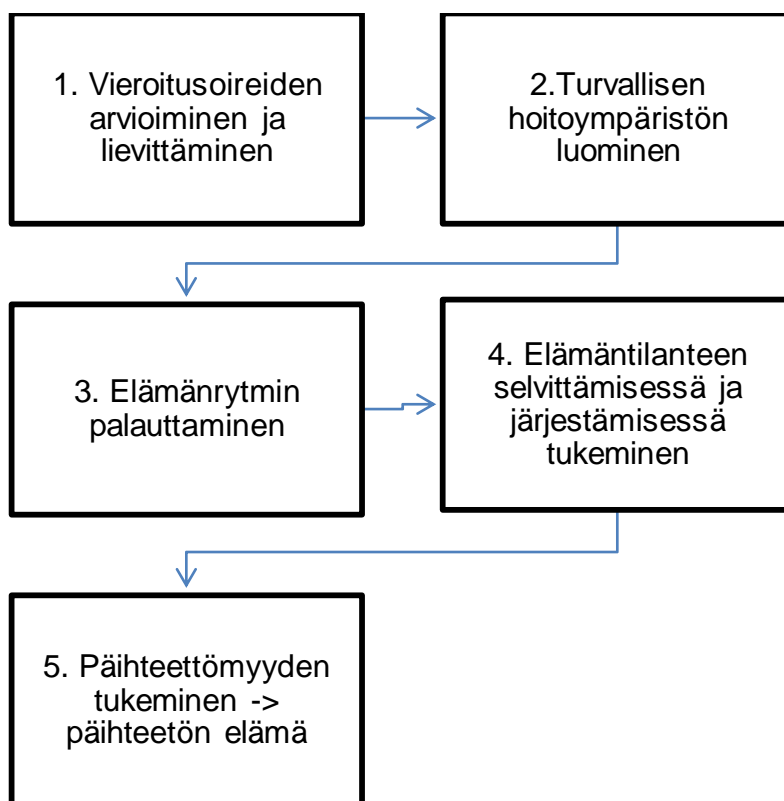 1. Vieroitusoireiden
arvioiminen ja
lievittäminen
2.Turvallisen
hoitoympäristön
luominen
3. Elämänrytmin
palauttaminen
4. Elämäntilanteen
selvittämisessä ja
järjestämisessä
tukeminen
5. Päihteettömyyden
tukeminen ->
päihteetön elämä